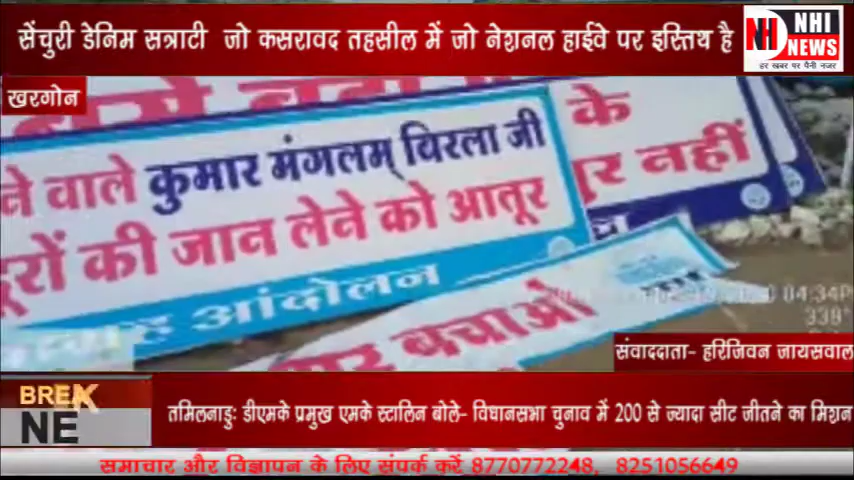 सेंचुरी डेनिम सत्राटी जो कसरावद तहसील में जो नेशनल हाईवे पर इस्तिथ है
NHI
NEWS
हर खबर पर पैनी नजर
खरगोन
के
नहीं
ने वाले कुमार मंगलम् बिरला जी
की जान लेने को आतूर
आंदोलन
बचाओ
04:34P
339°
संवाददाता- हरिजिवन जायसवाल
BREK
NE
तमिलनाडुः डीएमके प्रमुख एमके स्टालिन बोले- विधानसभा चुनाव में 200 से ज्यादा सीट जीतने का मिशन
समाचार और विज्ञापन के लिए संपर्क करें 8770772248, 8251056649